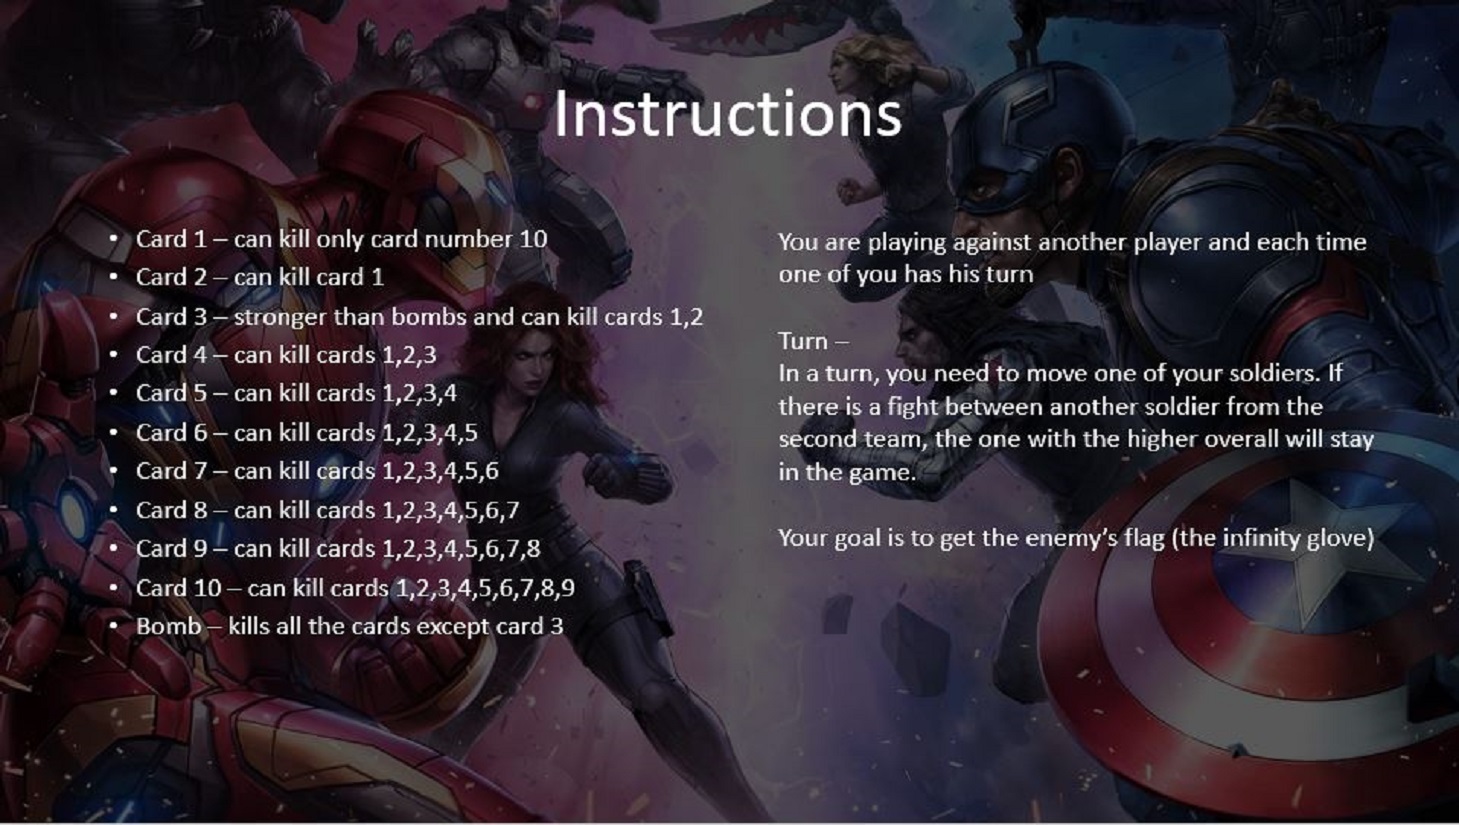 Instructions
• Card 1 – can kill only card number 10
• Card 2 – can kill card 1
• Card 3 – stronger than bombs and can kill cards 1,2
• Card 4 – can kill cards 1,2,3
• Card 5 – can kill cards 1,2,3,4
• Card 6 – can kill cards 1,2,3,4,5
• Card 7 – can kill cards 1,2,3,4,5,6
• Card 8 – can kill cards 1,2,3,4,5,6,7
• Card 9 – can kill cards 1,2,3,4,5,6,7,8
• Card 10 – can kill cards 1,2,3,4,5,6,7,8,9
• Bomb – kills all the cards except card 3
You are playing against another player and each time
one of you has his turn
Turn –
In a turn, you need to move one of your soldiers. If
there is a fight between another soldier from the
second team, the one with the higher overall will stay
in the game.
Your goal is to get the enemy’s flag (the infinity glove)